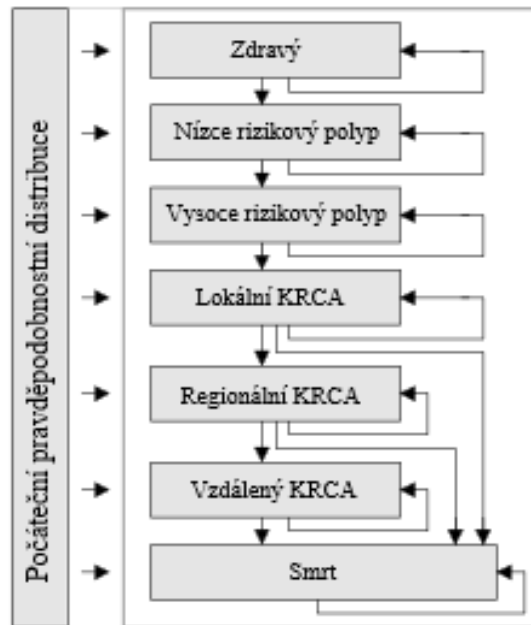 Počáteční pravděpodobnostní distribuce
Zdravý
Nízce rizikový polyp
Vysoce rizikový polyp
Lokální KRCA
Regionální KRCA
Vzdálený KRCA
Smrt